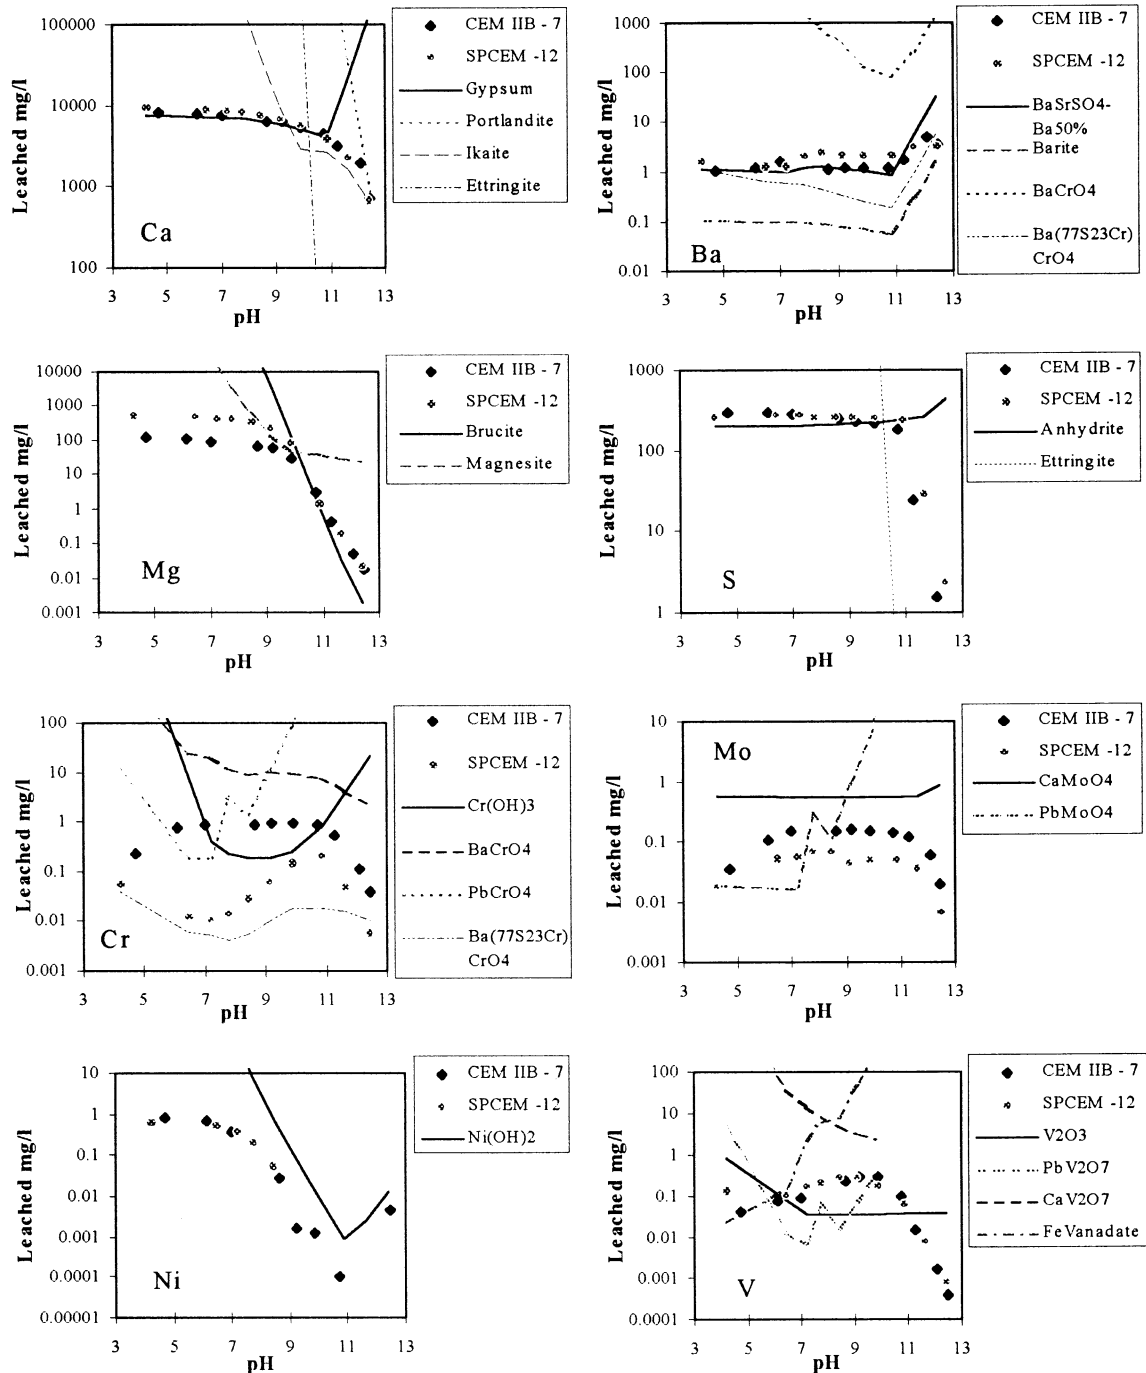 100000
10000
1000
100
Leached mg/l
Ca
3 5 7 9 11 13
pH
CEM IIB - 7
SPCEM -12
Gypsum
Portlandite
Ikaite
Ettringite
1000
100
10
1
0.1
0.01
Leached mg/l
Ba
3 5 7 9 11 13
pH
CEM IIB - 7
SPCEM -12
BaSrSO4-
Ba50%
Barite
BaCrO4
Ba(77S23Cr)
CrO4
10000
1000
100
10
1
0.1
0.01
0.001
Leached mg/l
Mg
3 5 7 9 11 13
pH
CEM IIB - 7
SPCEM -12
Brucite
Magnesite
1000
100
10
1
Leached mg/l
S
3 5 7 9 11 13
pH
CEM IIB - 7
SPCEM -12
Anhydrite
Ettringite
100
10
1
0.1
0.01
0.001
Leached mg/l
Cr
3 5 7 9 11 13
pH
CEM IIB - 7
SPCEM -12
Cr(OH)3
BaCrO4
PbCrO4
Ba(77S23Cr)
CrO4
10
1
0.1
0.01
0.001
Leached mg/l
Mo
3 5 7 9 11 13
pH
CEM IIB - 7
SPCEM -12
CaMoO4
PbMoO4
10
1
0.1
0.01
0.001
0.0001
0.00001
Leached mg/l
Ni
3 5 7 9 11 13
pH
CEM IIB - 7
SPCEM -12
Ni(OH)2
100
10
1
0.1
0.01
0.001
0.0001
Leached mg/l
V
3 5 7 9 11 13
pH
CEM IIB - 7
SPCEM -12
V2O3
PbV2O7
CaV2O7
FeVanadate